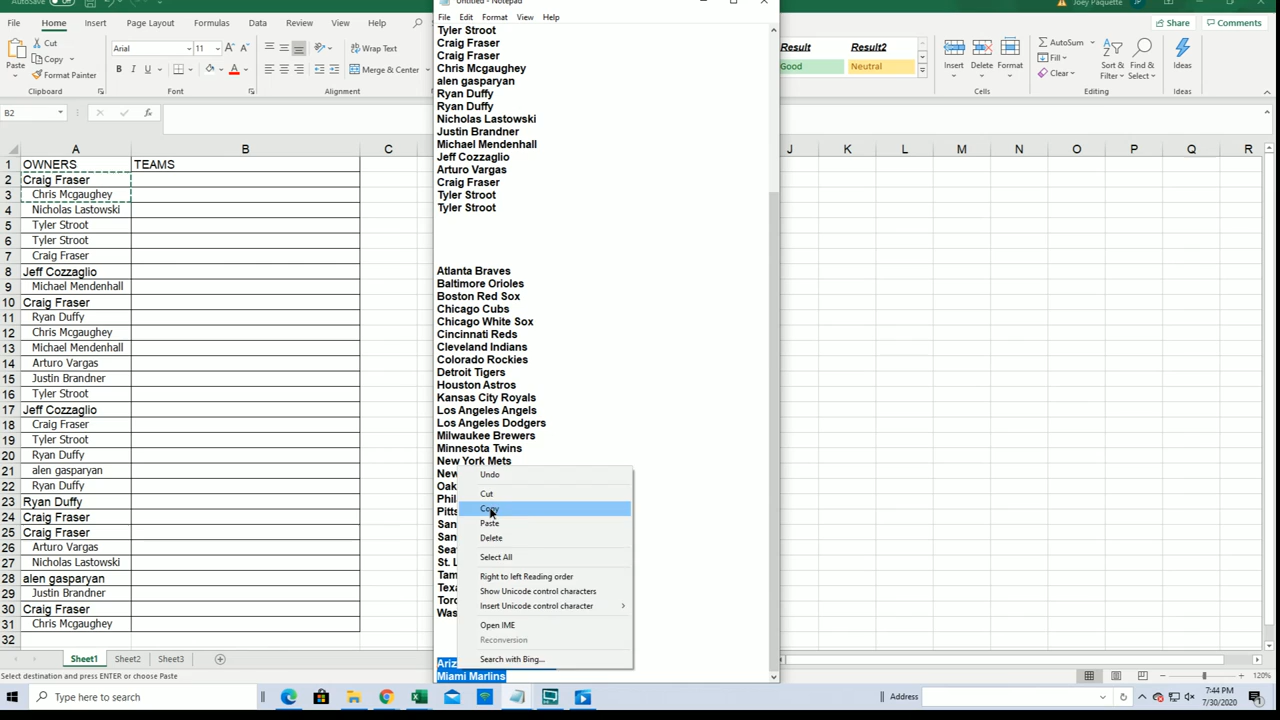 AutoSave
Untitled - Notepad
Joey Paquette
JP
File Home Insert Page Layout Formulas
File Edit Format View Help
Share Comments
Cut
Copy
Format Painter
Paste
Clipboard
Arial 11
B I U
Font
Wrap Text
Merge & Center
Alignment
Result Result2
Good Neutral
Insert Delete Format
Cells
AutoSum
Fill
Clear
Sort & Filter
Find & Select
Editing
Ideas
Ideas
B2
fx
A B C J K L M N O P Q R
1 OWNERS TEAMS
2 Craig Fraser
3 Chris Mcgaughey
4 Nicholas Lastowski
5 Tyler Stroot
6 Tyler Stroot
7 Craig Fraser
8 Jeff Cozzaglio
9 Michael Mendenhall
10 Craig Fraser
11 Ryan Duffy
12 Chris Mcgaughey
13 Michael Mendenhall
14 Arturo Vargas
15 Justin Brandner
16 Tyler Stroot
17 Jeff Cozzaglio
18 Craig Fraser
19 Tyler Stroot
20 Ryan Duffy
21 alen gasparyan
22 Ryan Duffy
23 Ryan Duffy
24 Craig Fraser
25 Craig Fraser
26 Arturo Vargas
27 Nicholas Lastowski
28 alen gasparyan
29 Justin Brandner
30 Craig Fraser
31 Chris Mcgaughey
32
Tyler Stroot
Craig Fraser
Craig Fraser
Chris Mcgaughey
alen gasparyan
Ryan Duffy
Ryan Duffy
Nicholas Lastowski
Justin Brandner
Michael Mendenhall
Jeff Cozzaglio
Arturo Vargas
Craig Fraser
Tyler Stroot
Tyler Stroot
Atlanta Braves
Baltimore Orioles
Boston Red Sox
Chicago Cubs
Chicago White Sox
Cincinnati Reds
Cleveland Indians
Colorado Rockies
Detroit Tigers
Houston Astros
Kansas City Royals
Los Angeles Angels
Los Angeles Dodgers
Milwaukee Brewers
Minnesota Twins
New York Mets
New
Oak
Phil
Pitts
San
San
Sea
St. L
Tam
Texa
Toro
Was
Ariz
Miami Marlins
Undo
Cut
Copy
Paste
Delete
Select All
Right to left Reading order
Show Unicode control characters
Insert Unicode control character
Open IME
Reconversion
Search with Bing...
Sheet1 Sheet2 Sheet3
Select destination and press ENTER or choose Paste
120%
Type here to search
Address
7:44 PM
7/30/2020